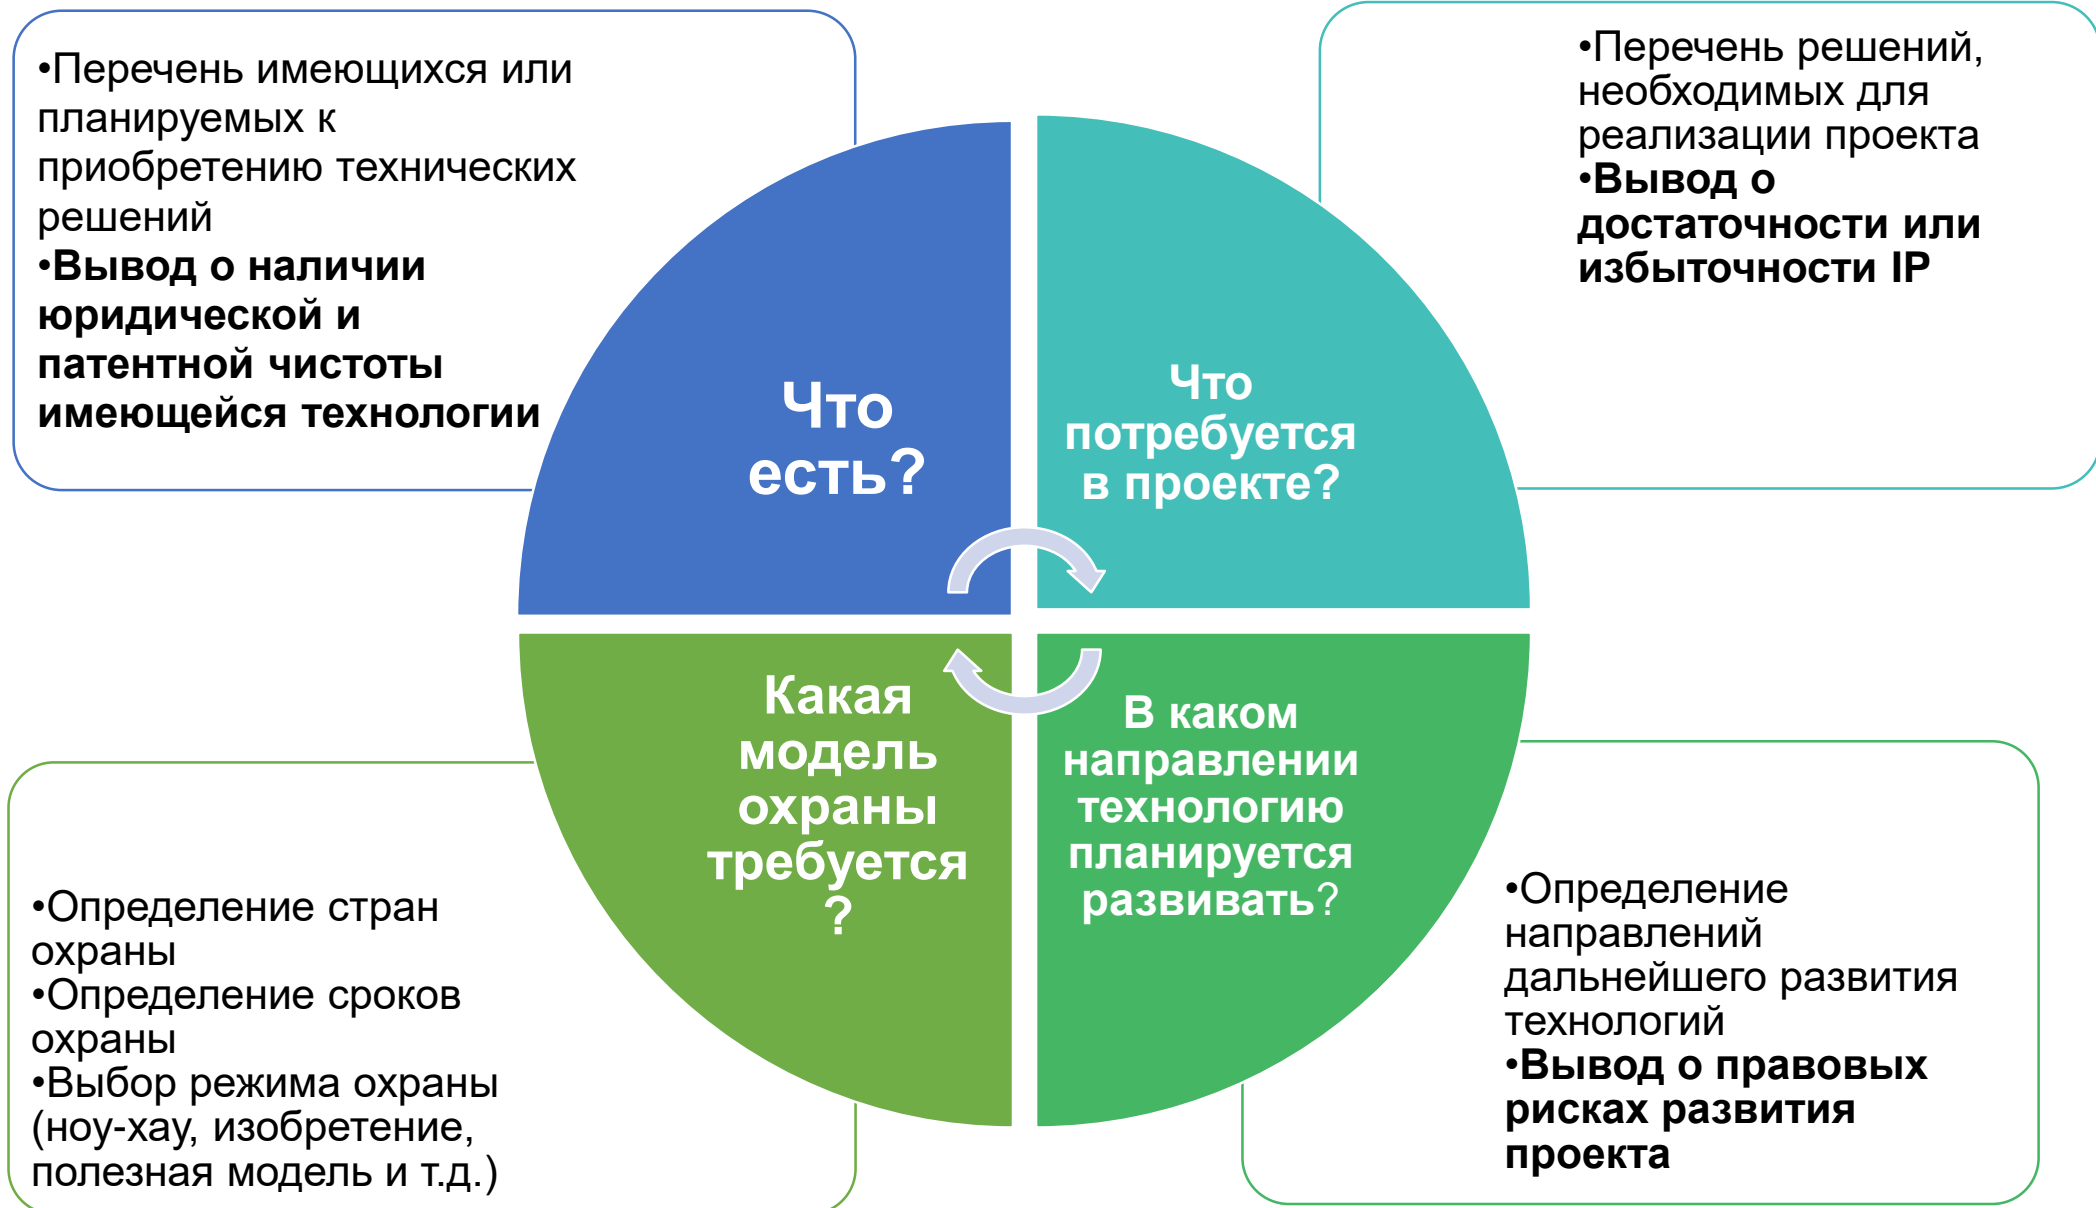 •Перечень имеющихся или
планируемых к
приобретению технических
решений
•Вывод о наличии
юридической и
патентной чистоты
имеющейся технологии
•Перечень решений,
необходимых для
реализации проекта
•Вывод о
достаточности или
избыточности IP
Что
есть?
Что
потребуется
в проекте?
Какая
модель
охраны
требуется
?
В каком
направлении
технологию
планируется
развивать?
•Определение стран
охраны
•Определение сроков
охраны
•Выбор режима охраны
(ноу-хау, изобретение,
полезная модель и т.д.)
•Определение
направлений
дальнейшего развития
технологий
•Вывод о правовых
рисках развития
проекта